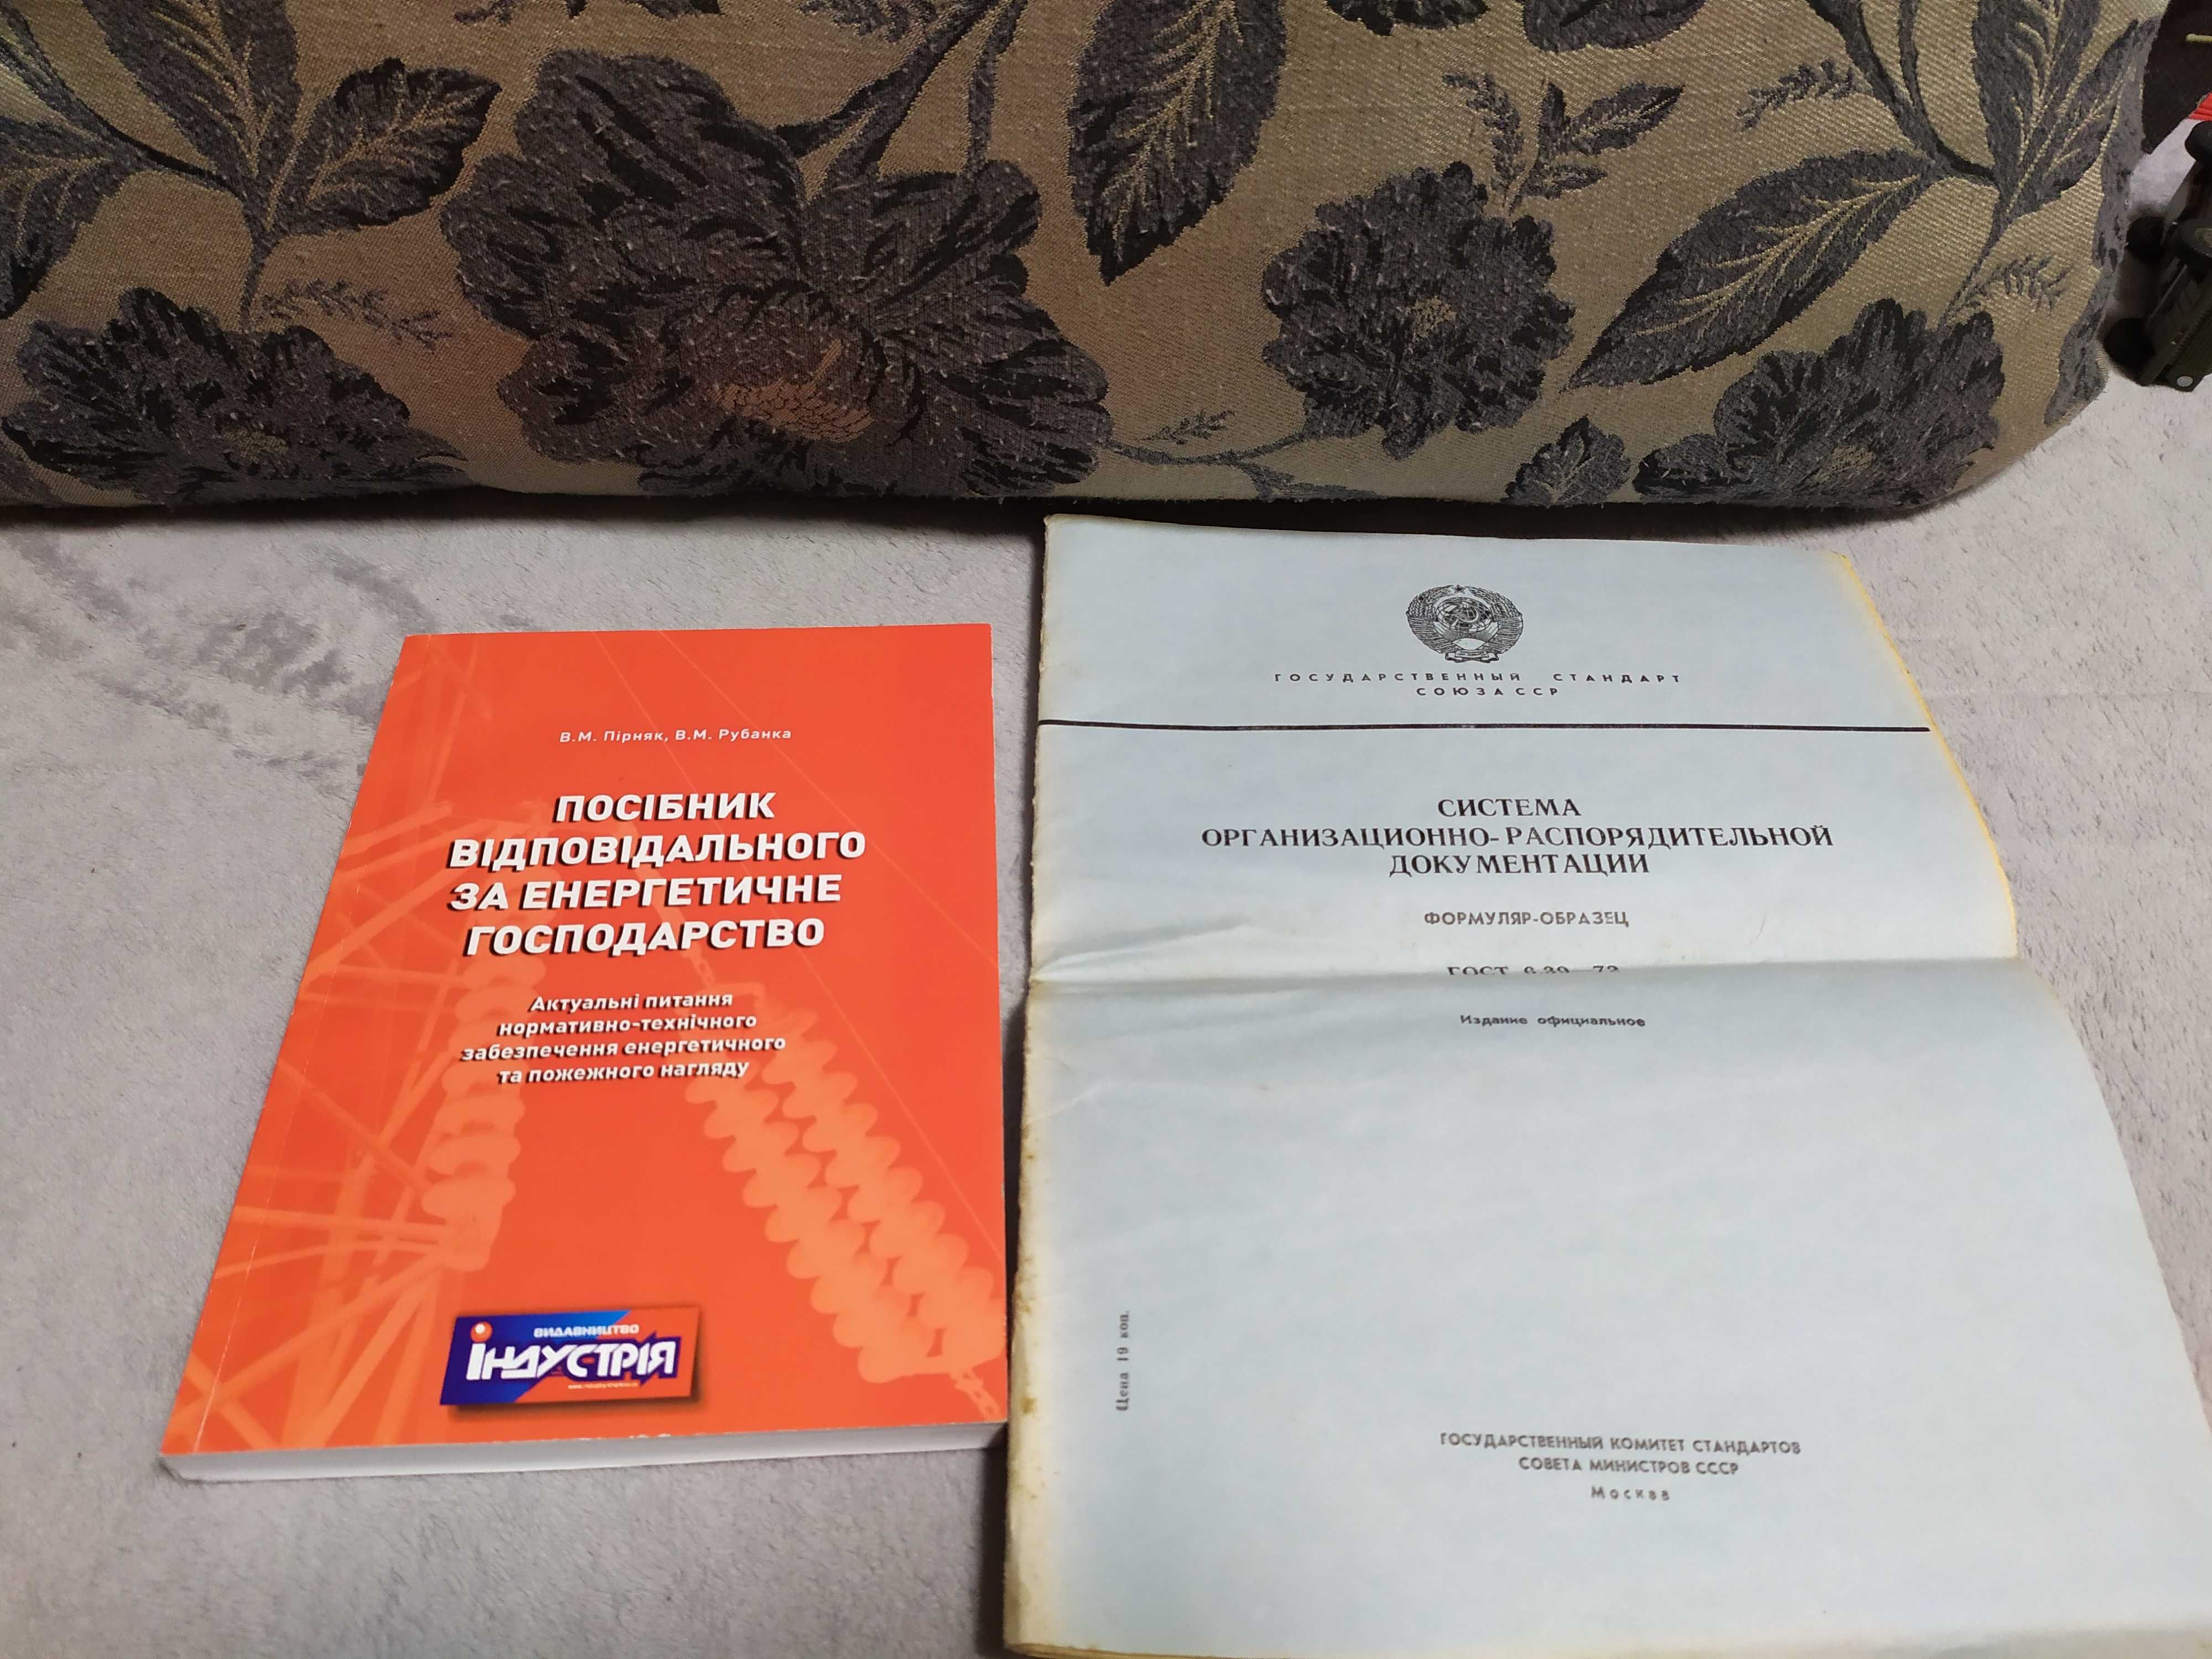 В.М. Пірняк, В.М. Рубанка
ПОСІБНИК
ВІДПОВІДАЛЬНОГО
ЗА ЕНЕРГЕТИЧНЕ
ГОСПОДАРСТВО
Актуальні питання
нормативно-технічного
забезпечення енергетичного
та пожежного нагляду
ВИДАВНИЦТВО
ІНДУСТРІЯ
ГОСУДАРСТВЕННЫЙ СТАНДАРТ
СОЮЗА ССР
СИСТЕМА
ОРГАНИЗАЦИОННО-РАСПОРЯДИТЕЛЬНОЙ
ДОКУМЕНТАЦИИ
ФОРМУЛЯР-ОБРАЗЕЦ
ГОСТ
Издание официальное
Цена 19 коп.
ГОСУДАРСТВЕННЫЙ КОМИТЕТ СТАНДАРТОВ
СОВЕТА МИНИСТРОВ СССР
Москва